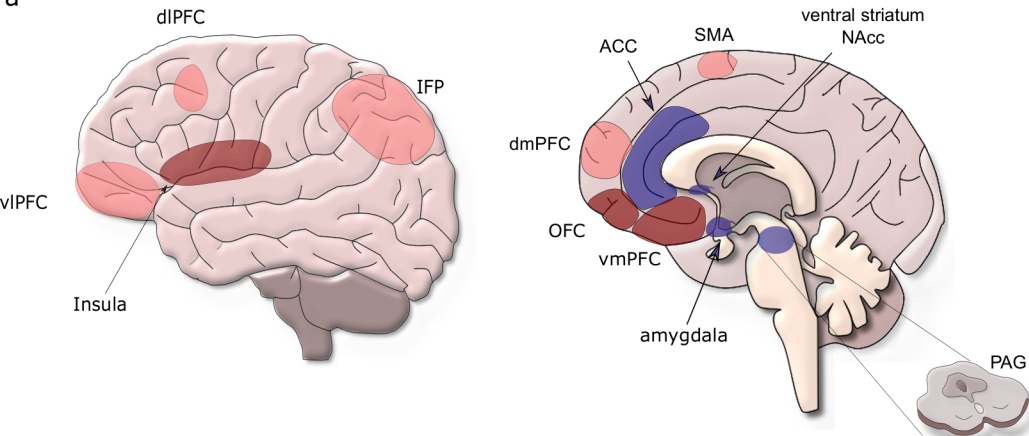 a
dlPFC
IFP
vlPFC
Insula
ventral striatum
NAcc
SMA
ACC
dmPFC
OFC
vmPFC
amygdala
PAG